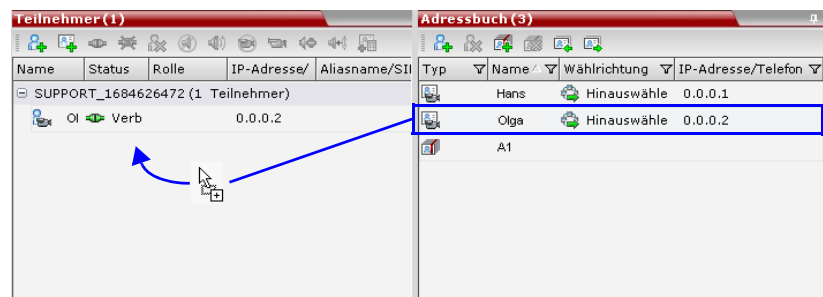 Teilnehmer (1)
Name Status Rolle IP-Adresse/ Aliasname/SII
SUPPORT_1684626472 (1 Teilnehmer)
Ol Verb 0.0.0.2
Adressbuch (3)
Typ Name Wählrichtung IP-Adresse/Telefon
Hans Hinauswähle 0.0.0.1
Olga Hinauswähle 0.0.0.2
A1